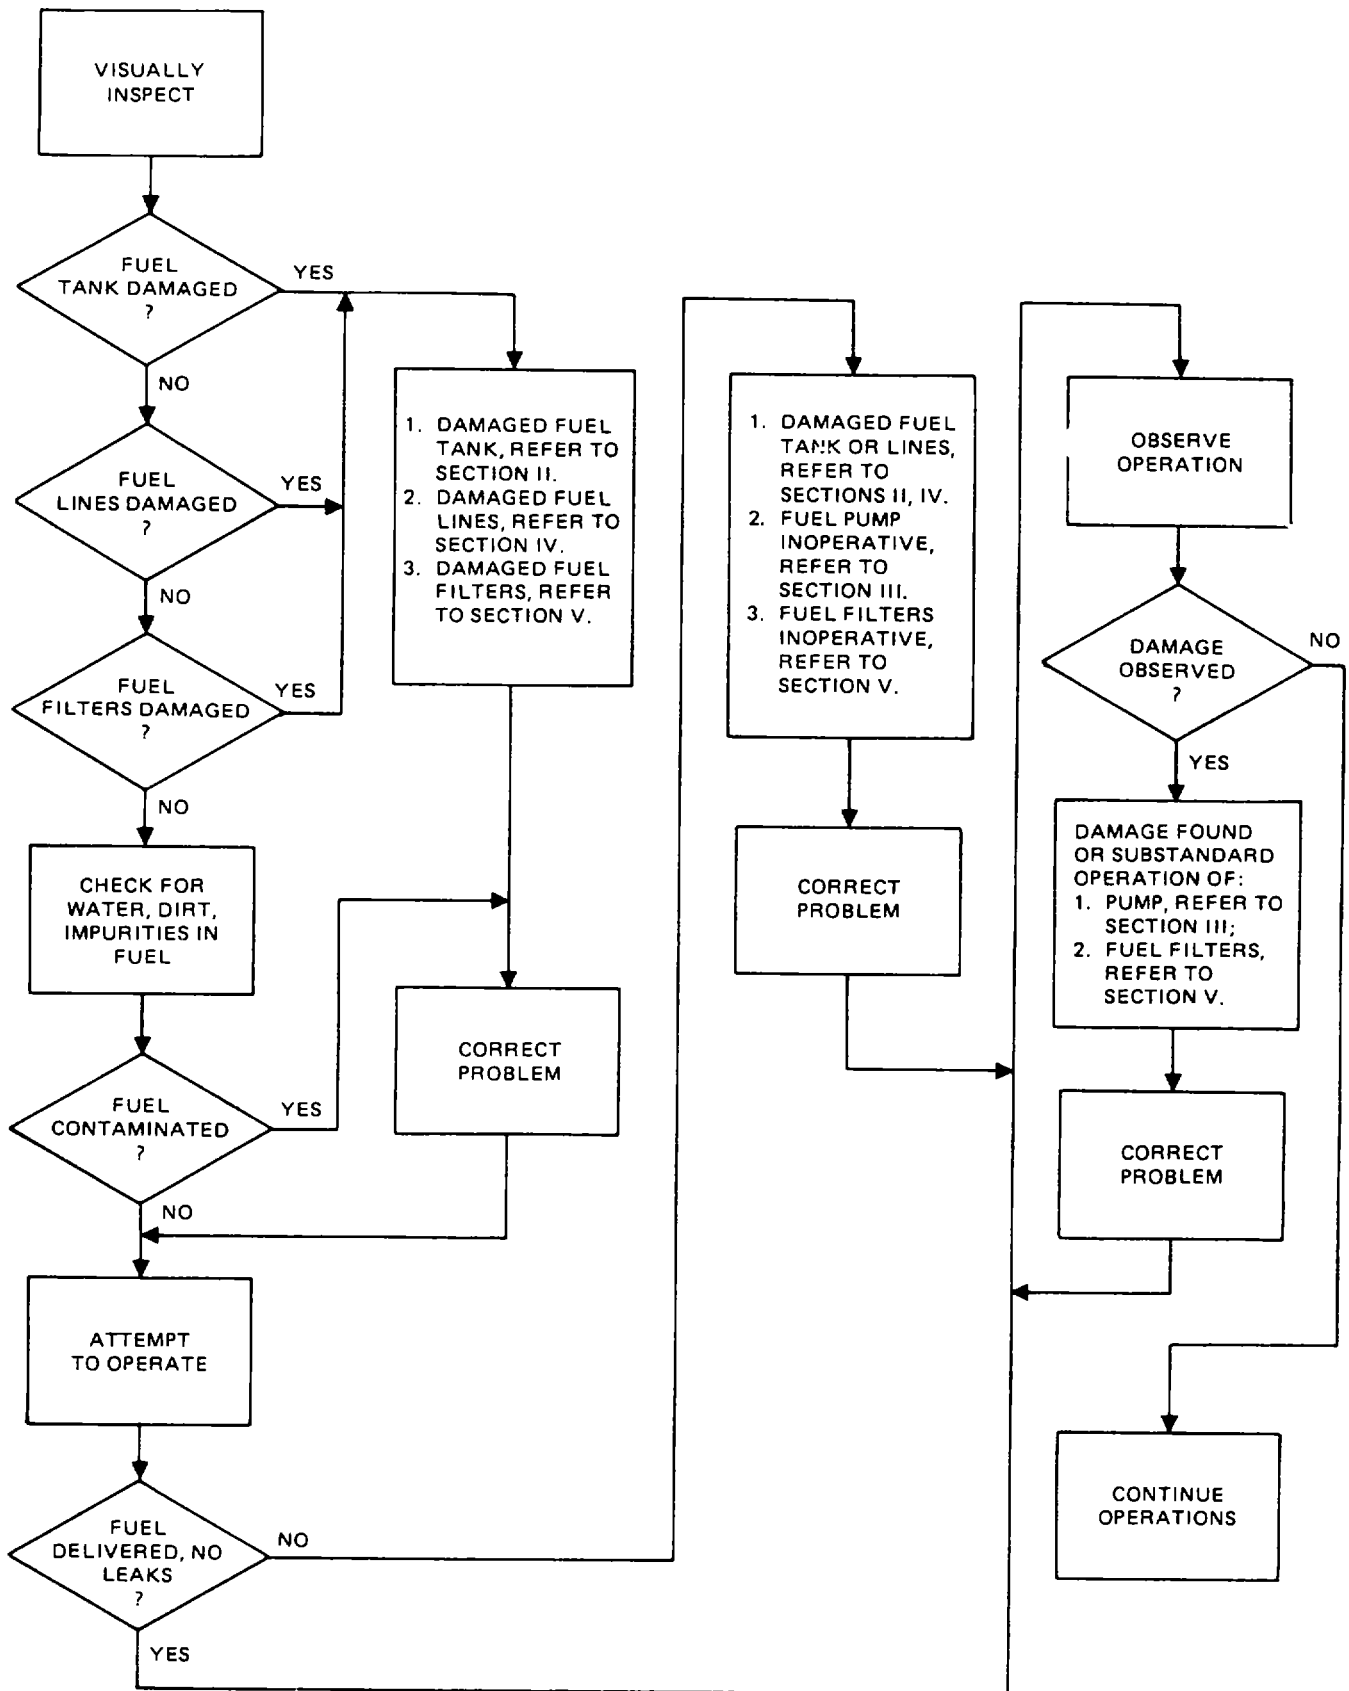 VISUALLY
INSPECT
FUEL
TANK DAMAGED
?
YES
NO
FUEL
LINES DAMAGED
?
YES
NO
FUEL
FILTERS DAMAGED
?
YES
NO
CHECK FOR
WATER, DIRT,
IMPURITIES IN
FUEL
FUEL
CONTAMINATED
?
YES
NO
ATTEMPT
TO OPERATE
FUEL
DELIVERED, NO
LEAKS
?
NO
YES
1. DAMAGED FUEL
TANK, REFER TO
SECTION II.
2. DAMAGED FUEL
LINES, REFER TO
SECTION IV.
3. DAMAGED FUEL
FILTERS, REFER
TO SECTION V.
CORRECT
PROBLEM
1. DAMAGED FUEL
TANK OR LINES,
REFER TO
SECTIONS II, IV.
2. FUEL PUMP
INOPERATIVE,
REFER TO
SECTION III.
3. FUEL FILTERS
INOPERATIVE,
REFER TO
SECTION V.
CORRECT
PROBLEM
OBSERVE
OPERATION
DAMAGE
OBSERVED
?
NO
YES
DAMAGE FOUND
OR SUBSTANDARD
OPERATION OF:
1. PUMP, REFER TO
SECTION III;
2. FUEL FILTERS,
REFER TO
SECTION V.
CORRECT
PROBLEM
CONTINUE
OPERATIONS